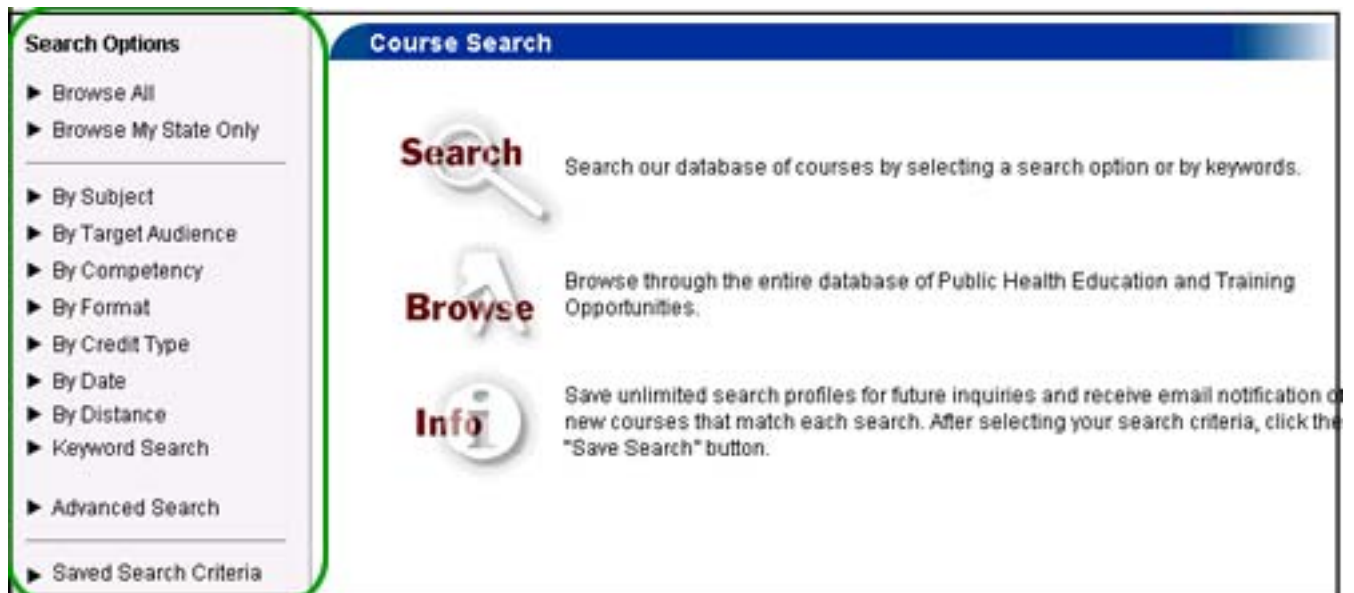 Search Options
Browse All
Browse My State Only
By Subject
By Target Audience
By Competency
By Format
By Credit Type
By Date
By Distance
Keyword Search
Advanced Search
Saved Search Criteria
Course Search
Search
Search our database of courses by selecting a search option or by keywords.
Browse
Browse through the entire database of Public Health Education and Training
Opportunities.
Info
Save unlimited search profiles for future inquiries and receive email notification
new courses that match each search. After selecting your search criteria, click the
"Save Search" button.